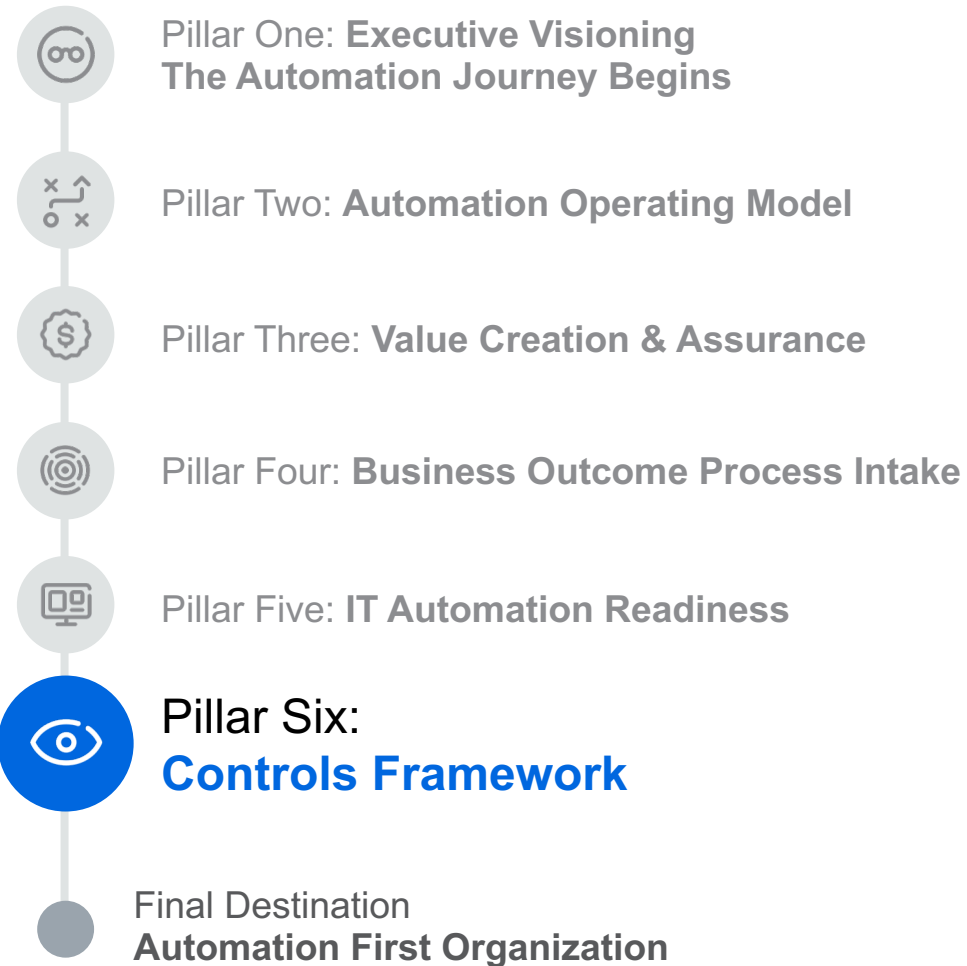 Pillar One: Executive Visioning
The Automation Journey Begins
Pillar Two: Automation Operating Model
Pillar Three: Value Creation & Assurance
Pillar Four: Business Outcome Process Intake
Pillar Five: IT Automation Readiness
Pillar Six:
Controls Framework
Final Destination
Automation First Organization